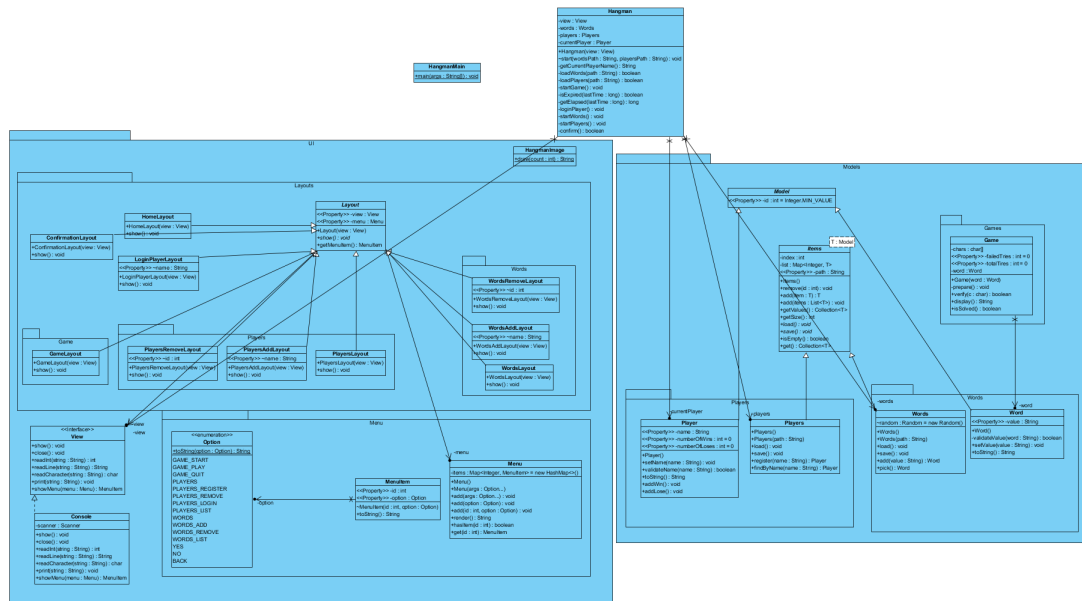 Hangman
-view : View
-words : Words
-players : Players
-currentPlayer : Player
+Hangman(view : View)
~start(wordsPath : String, playersPath : String) : void
-getCurrentPlayerName() : String
-loadWords(path : String) : boolean
-loadPlayers(path : String) : boolean
-startGame() : void
-isExpired(lastTime : long) : boolean
-getElapsed(lastTime : long) : long
-loginPlayer() : void
-startWords() : void
-startPlayers() : void
-confirm() : boolean
HangmanMain
+main(args : String[]) : void
UI
HangmanImage
Layouts
Layout
<<Property>> -view : View
<<Property>> -menu : Menu
+Layout(view : View)
+show() : void
+getMenuItem() : MenuItem
HomeLayout
+HomeLayout(view : View)
+show() : void
ConfirmationLayout
+ConfirmationLayout(view : View)
+show() : void
LoginPlayerLayout
<<Property>> ~name : String
+LoginPlayerLayout(view : View)
+show() : void
Words
WordsRemoveLayout
<<Property>> ~id : int
+WordsRemoveLayout(view : View)
+show() : void
WordsAddLayout
<<Property>> ~name : String
+WordsAddLayout(view : View)
+show() : void
WordsLayout
+WordsLayout(view : View)
+show() : void
Game
GameLayout
+GameLayout(view : View)
+show() : void
Players
PlayersRemoveLayout
<<Property>> ~id : int
+PlayersRemoveLayout(view : View)
+show() : void
PlayersAddLayout
<<Property>> ~name : String
+PlayersAddLayout(view : View)
+show() : void
PlayersLayout
+PlayersLayout(view : View)
+show() : void
-view
-view
<<Interface>>
View
+show() : void
+close() : void
+readInt(string : String) : int
+readLine(string : String) : String
+readCharacter(string : String) : char
+print(string : String) : void
+showMenu(menu : Menu) : MenuItem
Console
-scanner : Scanner
+show() : void
+close() : void
+readInt(string : String) : int
+readLine(string : String) : String
+readCharacter(string : String) : char
+print(string : String) : void
+showMenu(menu : Menu) : MenuItem
Menu
<<enumeration>>
Option
+toString(option : Option) : String
GAME_START
GAME_PLAY
GAME_QUIT
PLAYERS
PLAYERS_REGISTER
PLAYERS_REMOVE
PLAYERS_LOGIN
PLAYERS_LIST
WORDS
WORDS_ADD
WORDS_REMOVE
WORDS_LIST
YES
NO
BACK
-option
MenuItem
<<Property>> -id : int
<<Property>> -option : Option
~MenuItem(id : int, option : Option)
+toString() : String
-menu
Menu
-items : Map<Integer, MenuItem> = new HashMap<>()
+Menu()
+Menu(args : Option...)
+add(args : Option...) : void
+add(option : Option) : void
+add(id : int, option : Option) : void
+render() : String
+hasItem(id : int) : boolean
+get(id : int) : MenuItem
Models
Model
<<Property>> -id : int = Integer.MIN_VALUE
T : Model
Items
-index : int
-list : Map<Integer, T>
<<Property>> -path : String
+Items()
+remove(id : int) : void
+add(item : T) : T
+add(items : List<T>) : void
+getValues() : Collection<T>
+getSize() : int
+load() : void
+save() : void
+isEmpty() : boolean
+get() : Collection<T>
Games
Game
-chars : char[]
<<Property>> -failedTries : int = 0
<<Property>> -totalTires : int = 0
-word : Word
+Game(word : Word)
-prepare() : void
+verify(c : char) : boolean
+display() : String
+isSolved() : boolean
Players
-currentPlayer
Player
<<Property>> -name : String
<<Property>> -numberOfWins : int = 0
<<Property>> -numberOfLoses : int = 0
+Player()
+setName(name : String) : void
+validateName(name : String) : boolean
+toString() : String
+addWin() : void
+addLose() : void
-players
Players
+Players()
+Players(path : String)
+load() : void
+save() : void
+register(name : String) : Player
+findByName(name : String) : Player
Words
-words
Words
-random : Random = new Random()
+Words()
+Words(path : String)
+load() : void
+save() : void
+add(value : String) : Word
+pick() : Word
-word
Word
<<Property>> -value : String
+Word()
+validateValue(word : String) : boolean
+setValue(value : String) : void
+toString() : String